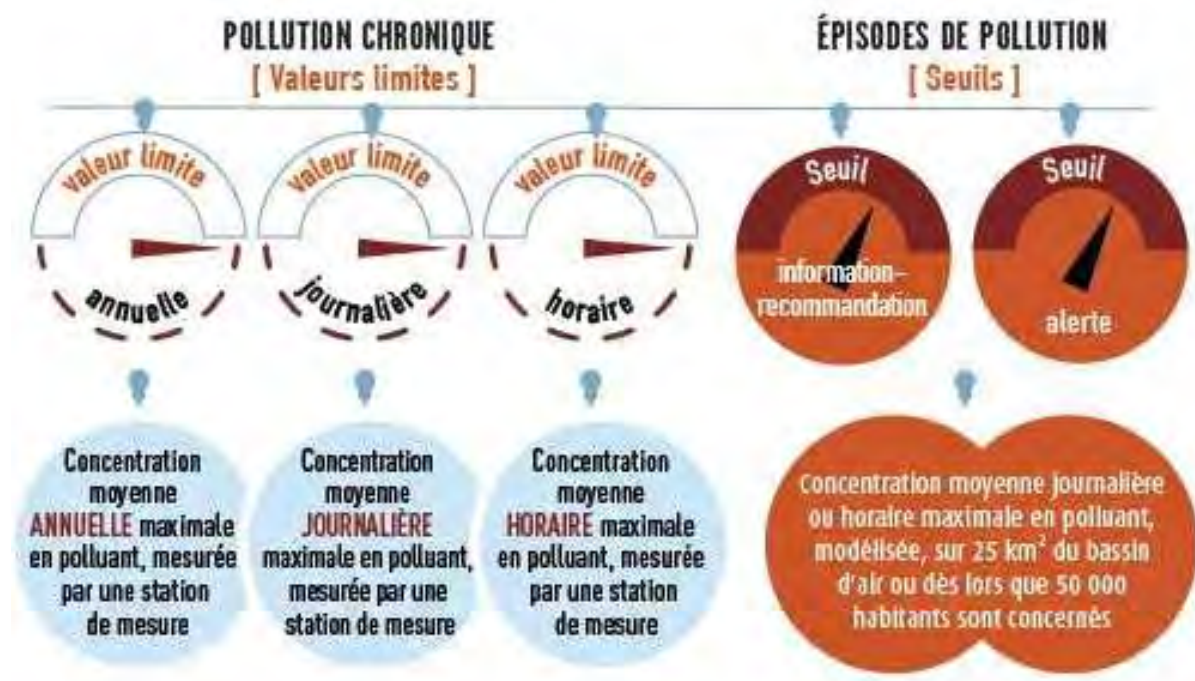 POLLUTION CHRONIQUE
[ Valeurs limites ]
ÉPISODES DE POLLUTION
[ Seuils ]
valeur limite
annuelle
valeur limite
journalière
valeur limite
horaire
Seuil
information-
recommandation
Seuil
alerte
Concentration
moyenne
ANNUELLE maximale
en polluant, mesurée
par une station
de mesure
Concentration
moyenne
JOURNALIÈRE
maximale en polluant,
mesurée par une
station de mesure
Concentration
moyenne
HORAIRE maximale
en polluant, mesurée
par une station
de mesure
Concentration moyenne journalière
ou horaire maximale en polluant,
modélisée, sur 25 km² du bassin
d'air ou dès lors que 50 000
habitants sont concernés